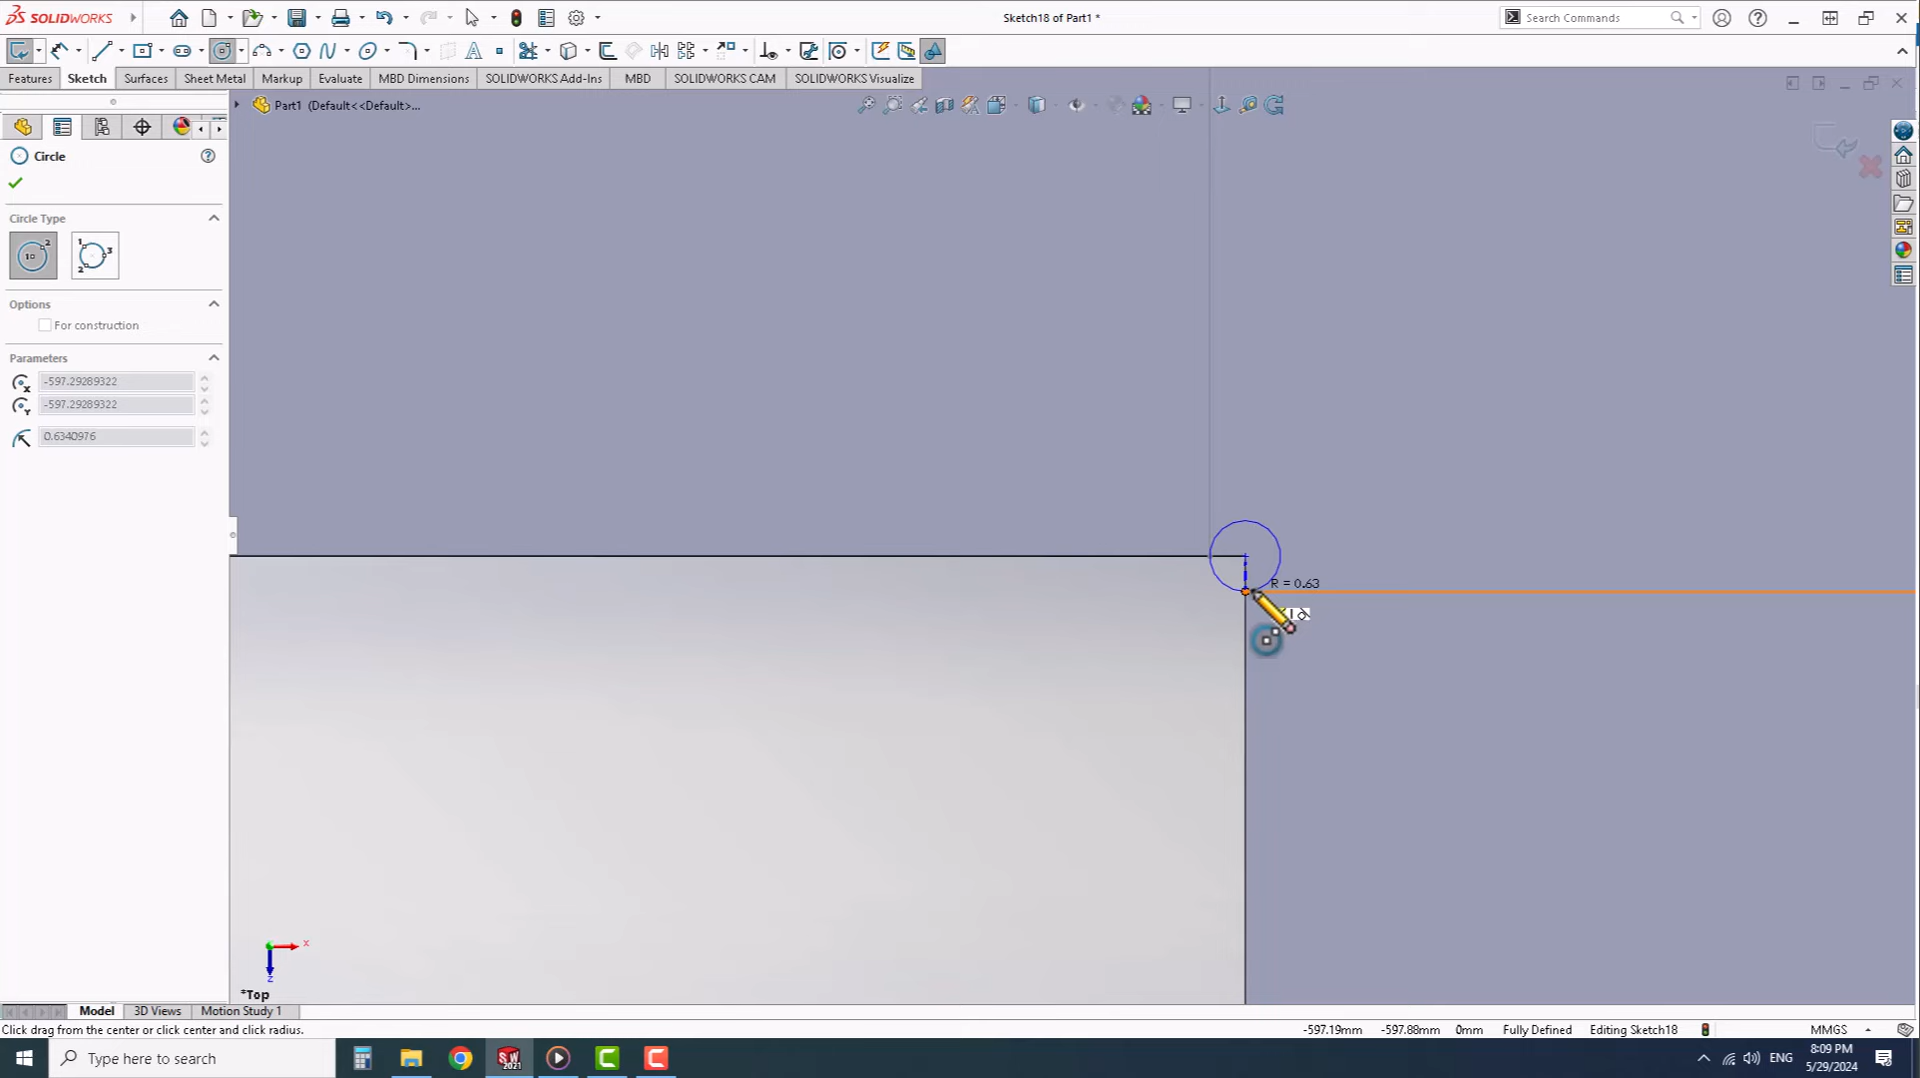 SOLIDWORKS
Sketch18 of Part1 *
Search Commands
Features
Sketch
Surfaces
Sheet Metal
Markup
Evaluate
MBD Dimensions
SOLIDWORKS Add-Ins
MBD
SOLIDWORKS CAM
SOLIDWORKS Visualize
Part1 (Default<<Default>...
Circle
Circle Type
Options
For construction
Parameters
-597.29289322
-597.29289322
0.6340976
R = 0.63
x
z
*Top
Model
3D Views
Motion Study 1
Click drag from the center or click center and click radius.
-597.19mm
-597.88mm
0mm
Fully Defined
Editing Sketch18
MMGS
Type here to search
SW
2021
ENG
8:09 PM
5/29/2024